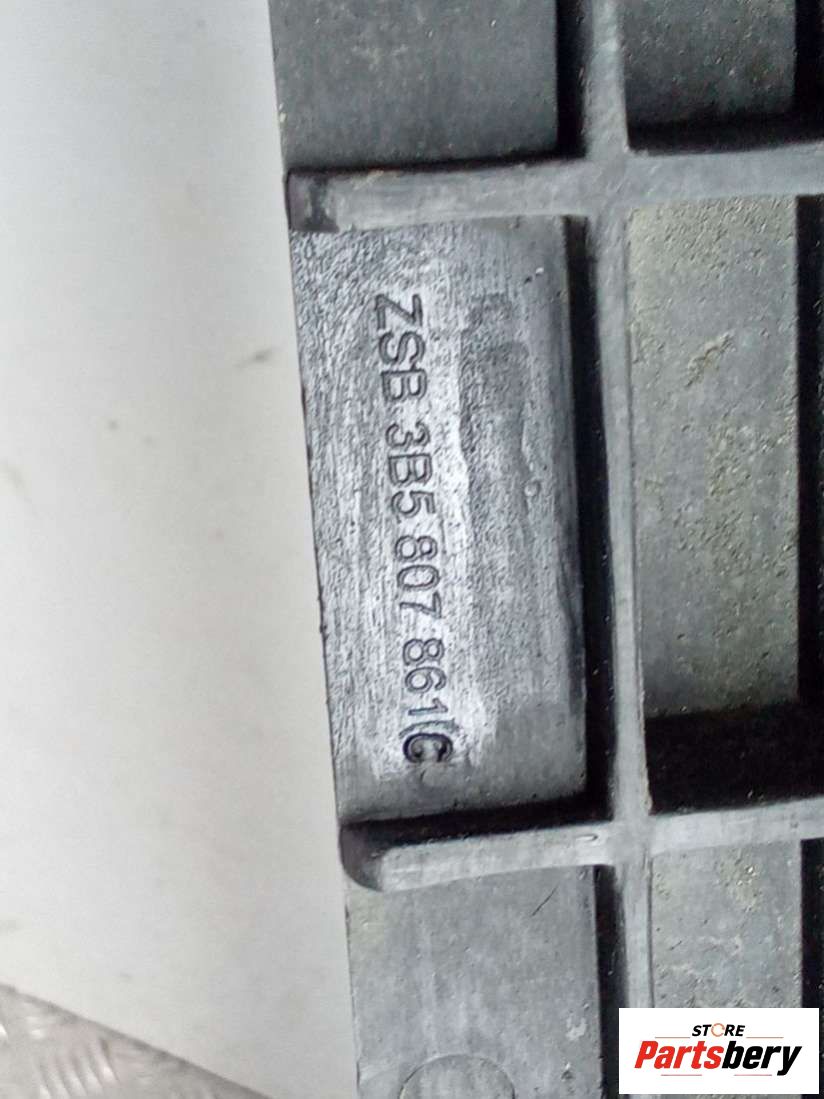 ZSB 3B5 807 861 C
STORE
Partsbery